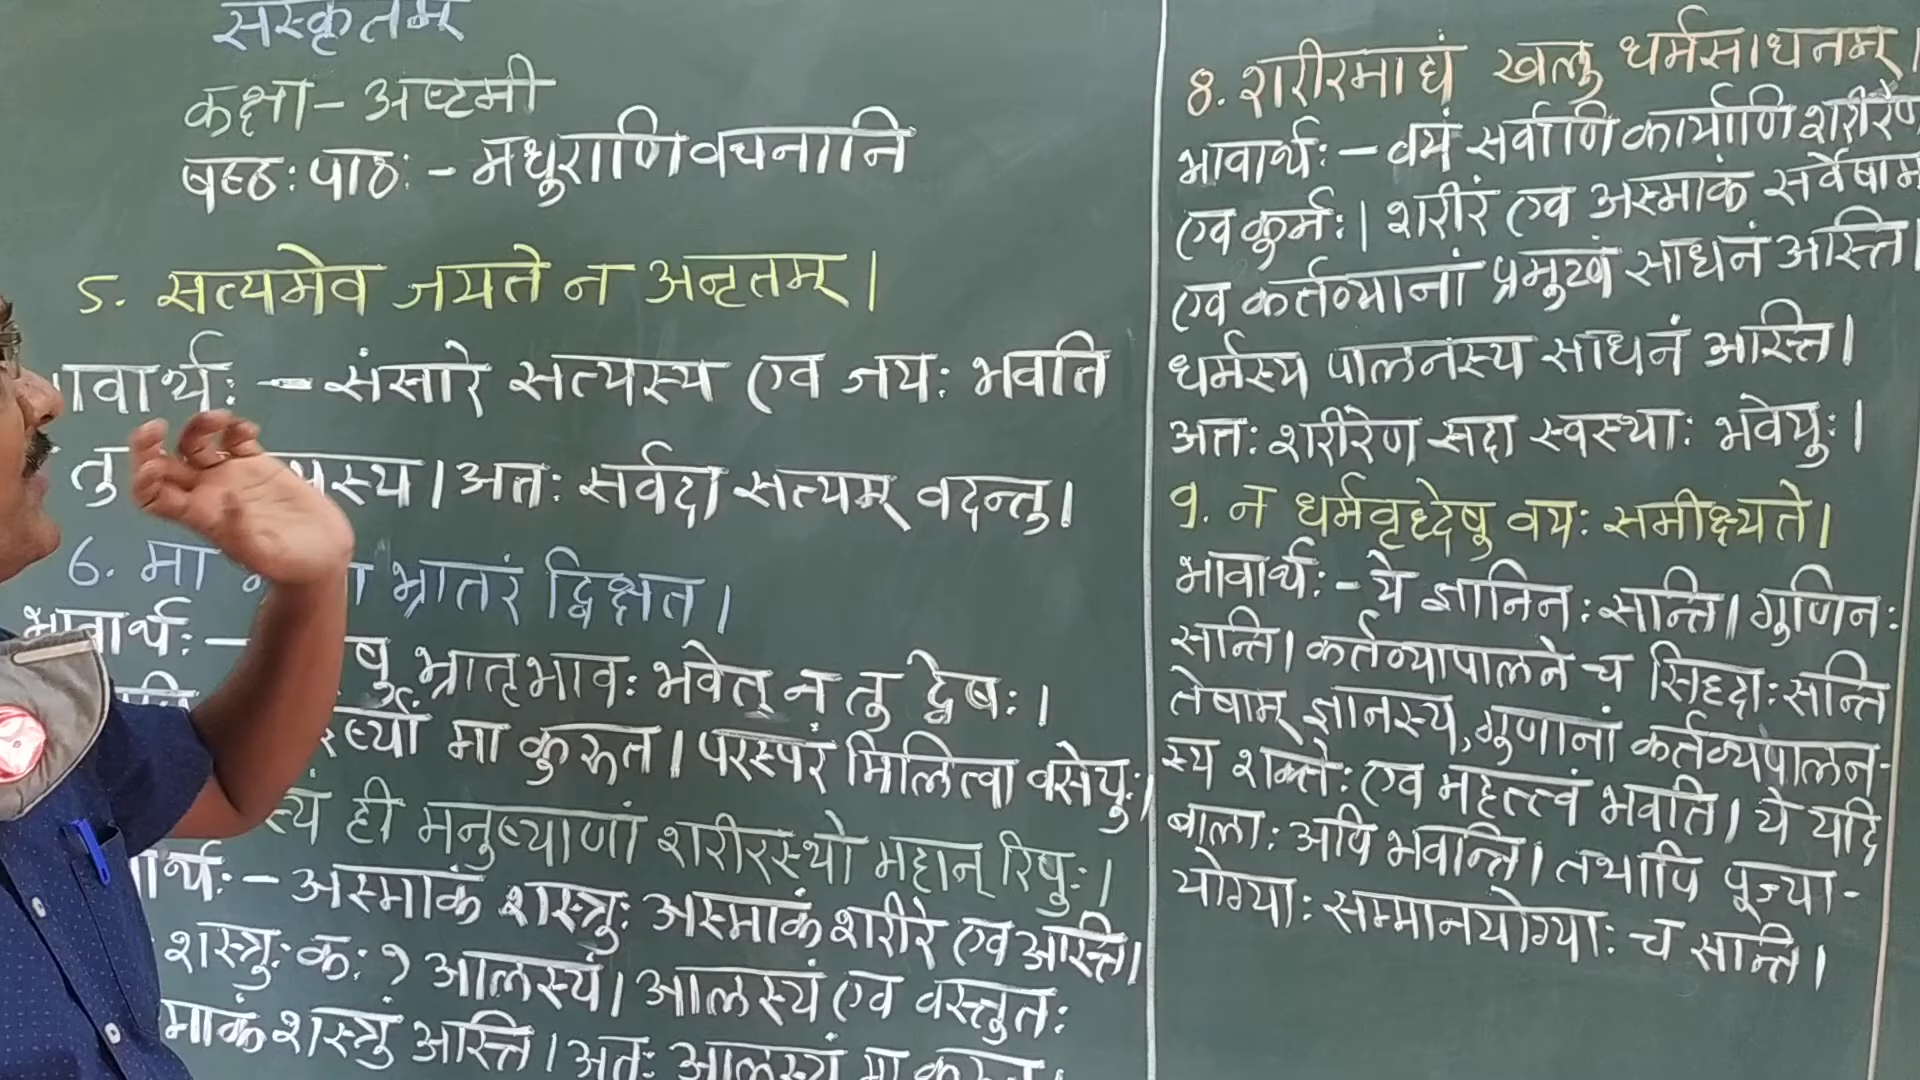 संस्कृतम्
कक्षा - अष्टमी
षष्ठ: पाठ: - मधुराणि वचनानि
5. सत्यमेव जयते न अनृतम्।
ावार्थ: - संसारे सत्यस्य एव जय: भवति
तु स्य। अत: सर्वदा सत्यम् वदन्तु।
6. मा भ्रातरं द्विक्षत।
भावार्थ: - षु भ्रातृभाव: भवेत् न तु द्वेष:।
र्ष्यां मा कुरुत। परस्परं मिलित्वा वसेयु:।
स्यं ही मनुष्याणां शरीरस्थो महान् रिपु:।
ार्थ: - अस्माकं शस्त्रु: अस्माकं शरीरे एव अस्ति।
शस्त्रु: क: ? आलस्यं। आलस्यं एव वस्तुत:
माकं शस्त्रुं अस्ति। अत: आलस्यं मा कुरुत।
8. शरीरमाद्यं खलु धर्मसाधनम्।
भावार्थ: - वयं सर्वाणि कार्याणि शरीरेण
एव कुर्म:। शरीरं एव अस्माकं सर्वेषाम
एव कर्तव्यानां प्रमुखं साधनं अस्ति।
धर्मस्य पालनस्य साधनं अस्ति।
अत: शरीरेण सदा स्वस्था: भवेयु:।
9. न धर्मवृध्देषु वय: समीक्ष्यते।
भावार्थ: - ये ज्ञानिन: सन्ति। गुणिन:
सन्ति। कर्तव्यापालने च सिद्दा: सन्ति
तेषाम् ज्ञानस्य, गुणानां कर्तव्यपालन-
स्य शक्ते: एव महत्त्वं भवति। ये यदि
बाला: अपि भवन्ति। तथापि पूज्या-
योग्या: सम्मानयोग्या: च सन्ति।